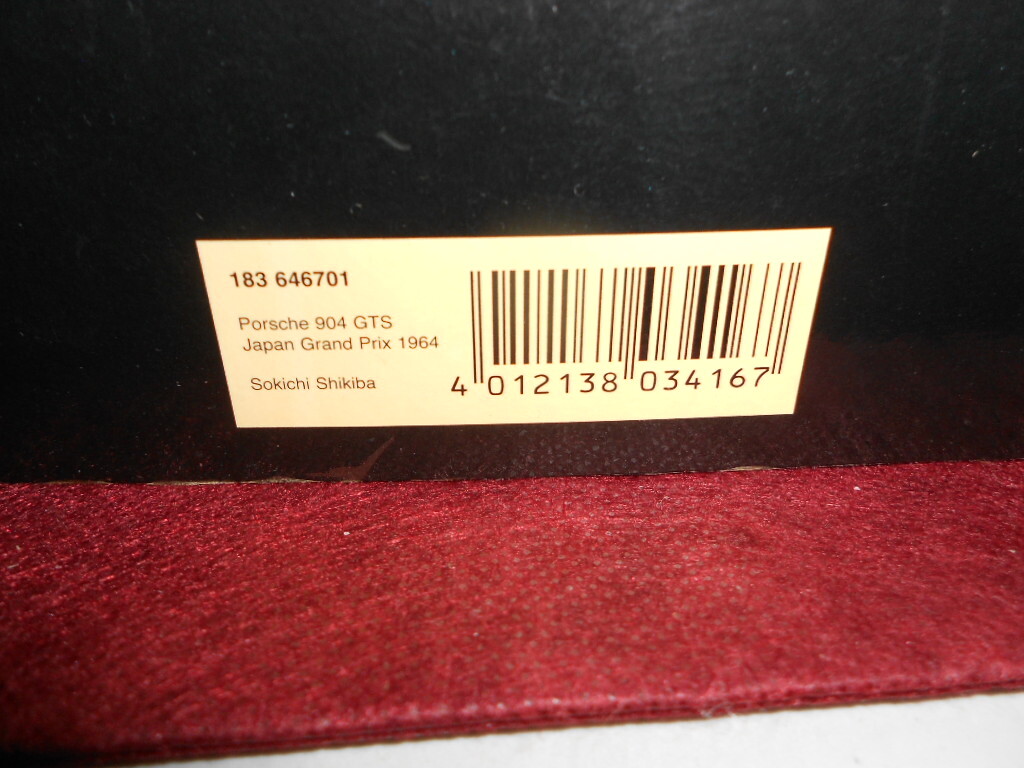 183 646701
Porsche 904 GTS
Japan Grand Prix 1964
Sokichi Shikiba
4 012138 034167